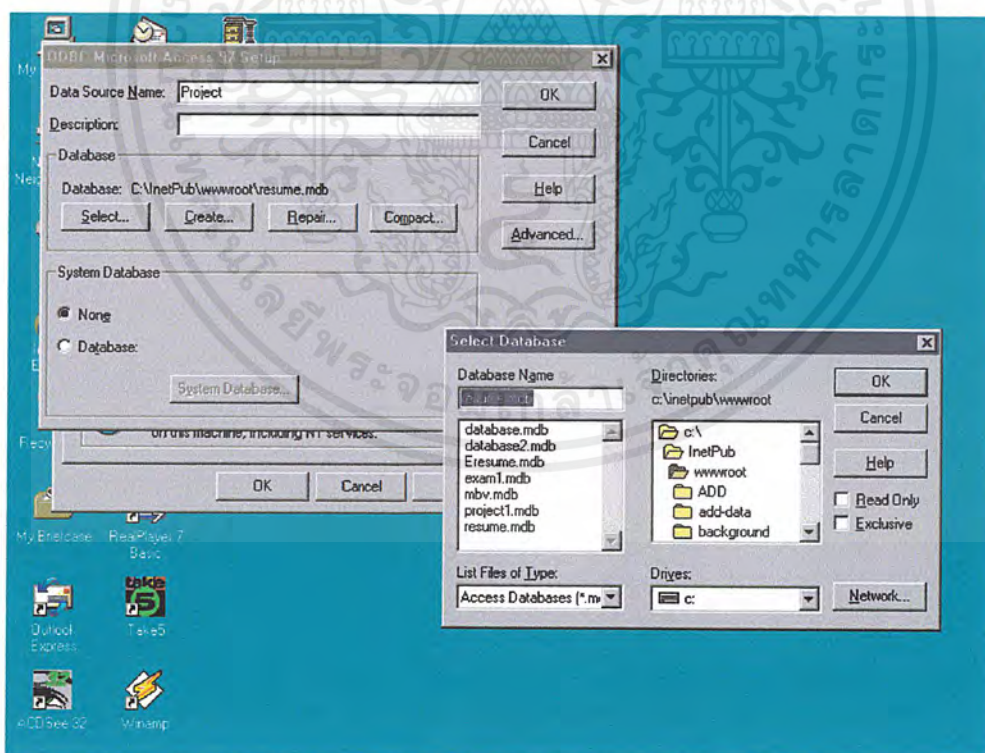 ODBC Microsoft Access 97 Setup
Data Source Name: Project
OK
Description:
Cancel
Database
Database: C:\InetPub\wwwroot\resume.mdb
Help
Select...
Create...
Repair...
Compact...
Advanced...
System Database
None
Database:
System Database...
on this machine, including NT services.
OK
Cancel
Select Database
Database Name
resume.mdb
database.mdb
database2.mdb
Eresume.mdb
exam1.mdb
mbv.mdb
project1.mdb
resume.mdb
List Files of Type:
Access Databases (*.m
Directories:
c:\inetpub\wwwroot
c:\
InetPub
wwwroot
ADD
add-data
background
Drives:
c:
OK
Cancel
Help
Read Only
Exclusive
Network...
My
Recy
My Briefcase
RealPlayer 7
Basic
Outlook
Express
Take5
ACDSee 32
Winamp